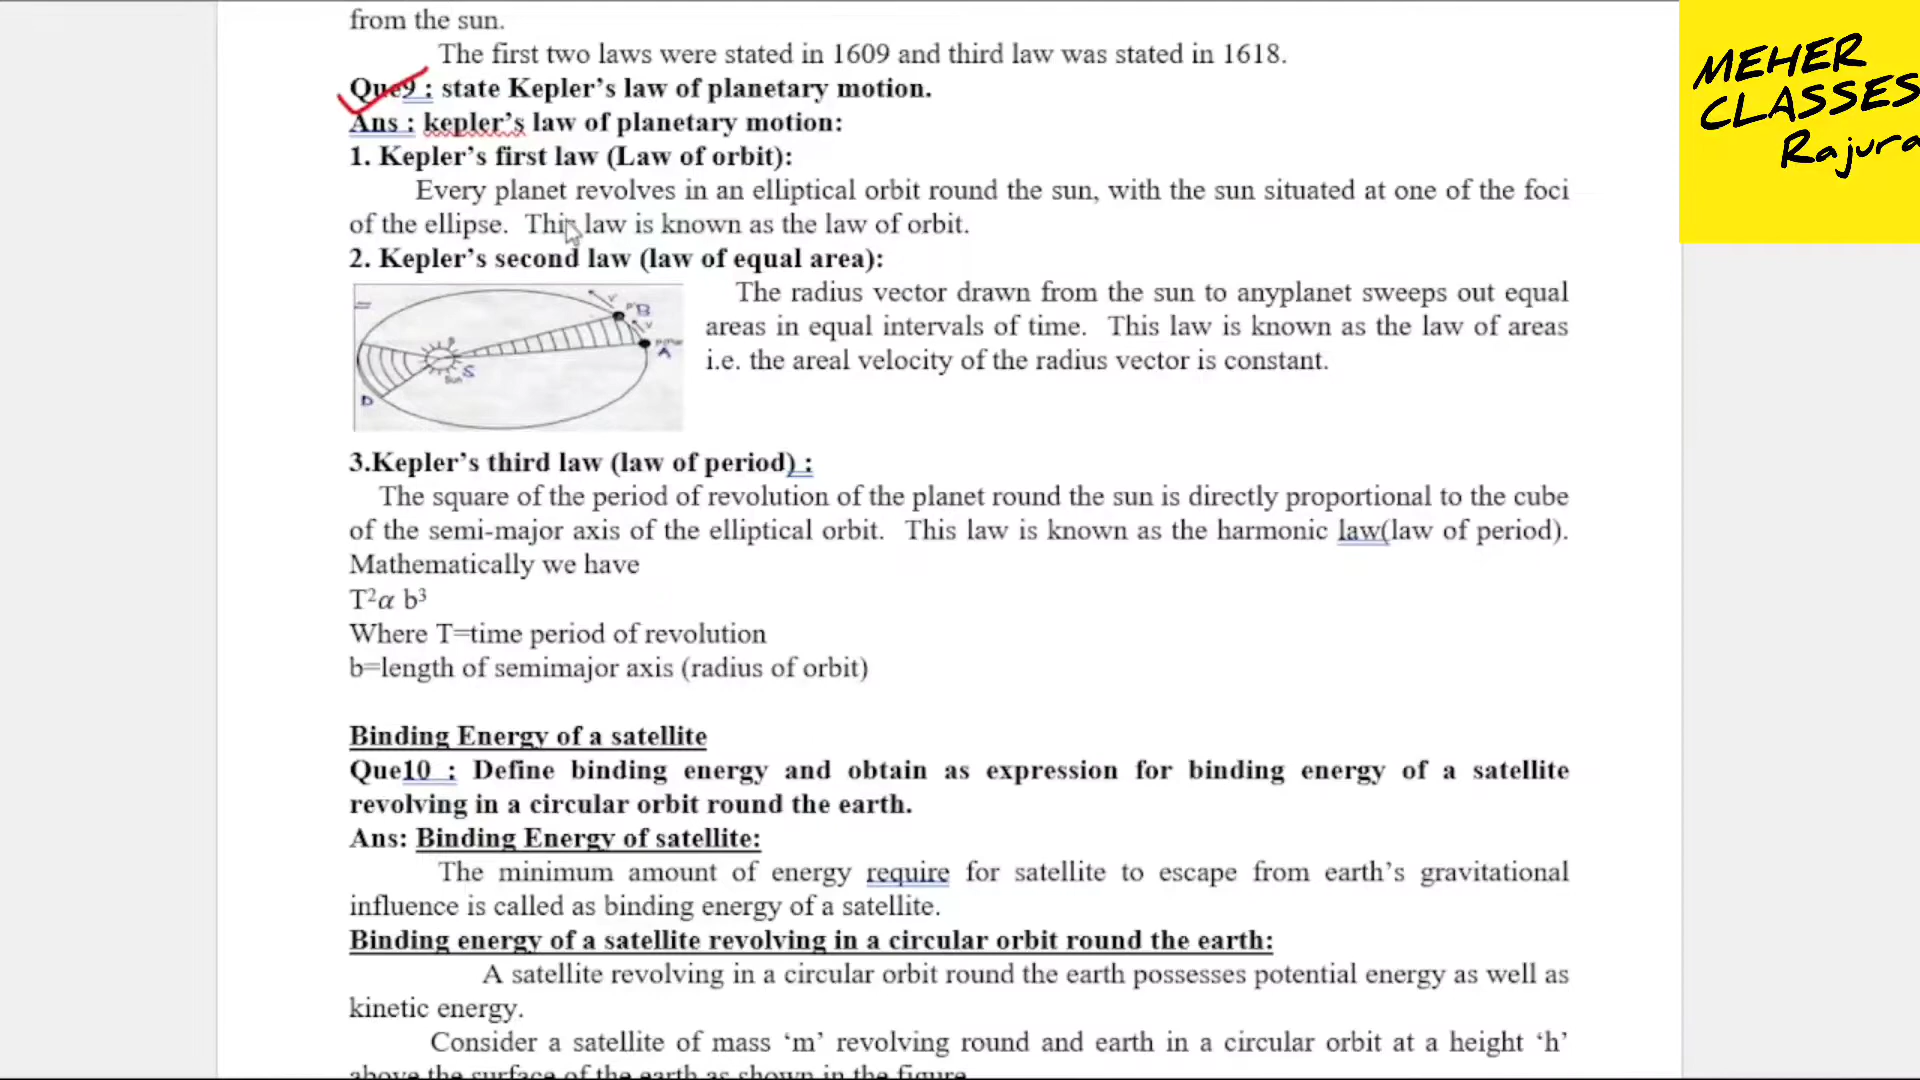 from the sun.
The first two laws were stated in 1609 and third law was stated in 1618.
Que9 : state Kepler’s law of planetary motion.
Ans : kepler’s law of planetary motion:
1. Kepler’s first law (Law of orbit):
Every planet revolves in an elliptical orbit round the sun, with the sun situated at one of the foci
of the ellipse. This law is known as the law of orbit.
2. Kepler’s second law (law of equal area):
The radius vector drawn from the sun to anyplanet sweeps out equal
areas in equal intervals of time. This law is known as the law of areas
i.e. the areal velocity of the radius vector is constant.
V
B
V
A
P
Sun
S
D
3.Kepler’s third law (law of period) :
The square of the period of revolution of the planet round the sun is directly proportional to the cube
of the semi-major axis of the elliptical orbit. This law is known as the harmonic law(law of period).
Mathematically we have
T²α b³
Where T=time period of revolution
b=length of semimajor axis (radius of orbit)
Binding Energy of a satellite
Que10 : Define binding energy and obtain as expression for binding energy of a satellite
revolving in a circular orbit round the earth.
Ans: Binding Energy of satellite:
The minimum amount of energy require for satellite to escape from earth’s gravitational
influence is called as binding energy of a satellite.
Binding energy of a satellite revolving in a circular orbit round the earth:
A satellite revolving in a circular orbit round the earth possesses potential energy as well as
kinetic energy.
Consider a satellite of mass ‘m’ revolving round and earth in a circular orbit at a height ‘h’
above the surface of the earth as shown in the figure
MEHER
CLASSES
Rajura